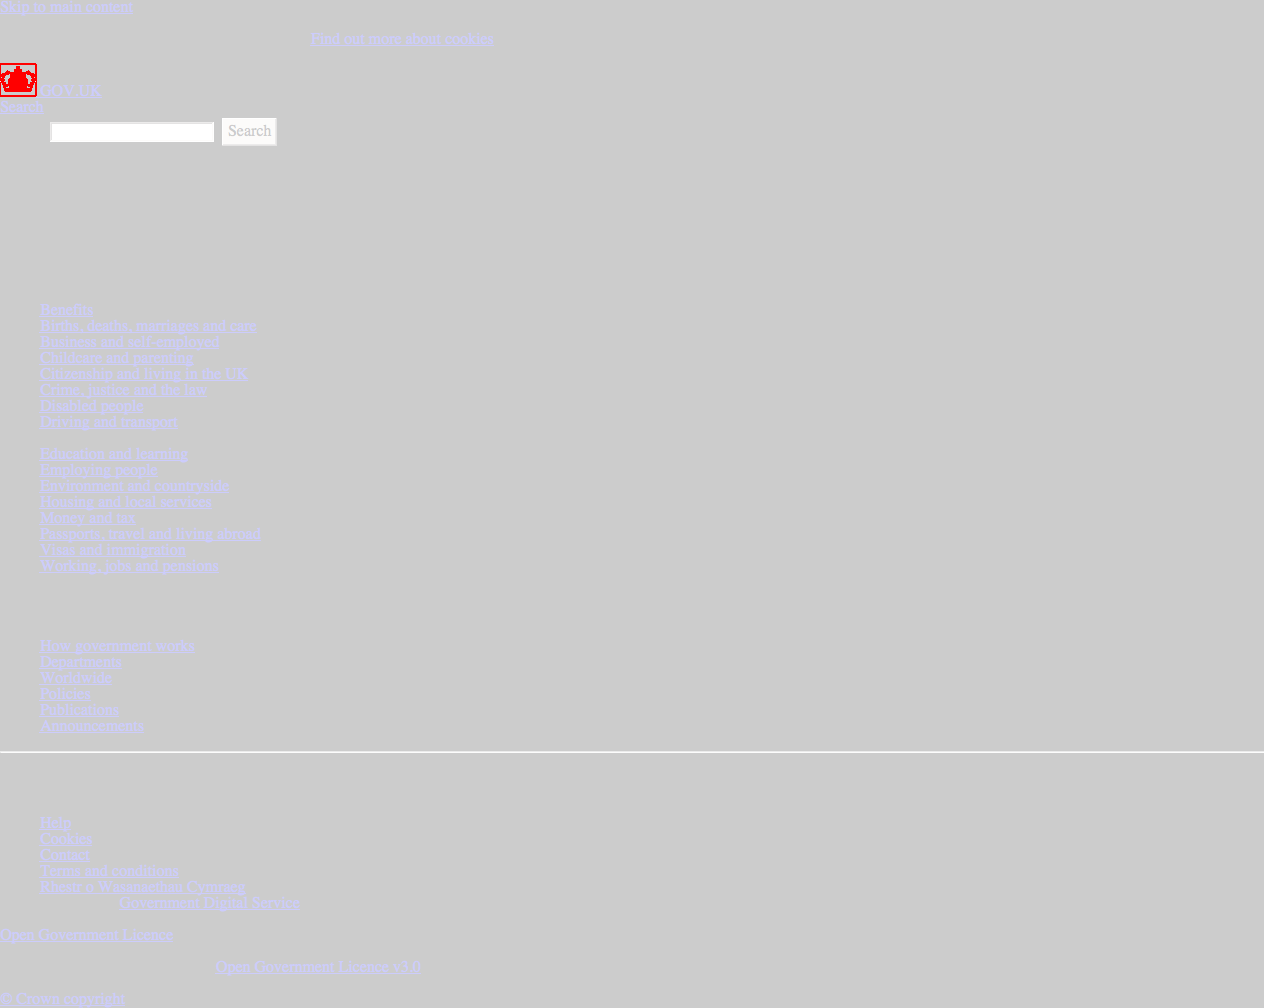 Skip to main content
Find out more about cookies
GOV.UK
Search
Search
Benefits
Births, deaths, marriages and care
Business and self-employed
Childcare and parenting
Citizenship and living in the UK
Crime, justice and the law
Disabled people
Driving and transport
Education and learning
Employing people
Environment and countryside
Housing and local services
Money and tax
Passports, travel and living abroad
Visas and immigration
Working, jobs and pensions
How government works
Departments
Worldwide
Policies
Publications
Announcements
Help
Cookies
Contact
Terms and conditions
Rhestr o Wasanaethau Cymraeg
Government Digital Service
Open Government Licence
Open Government Licence v3.0
© Crown copyright